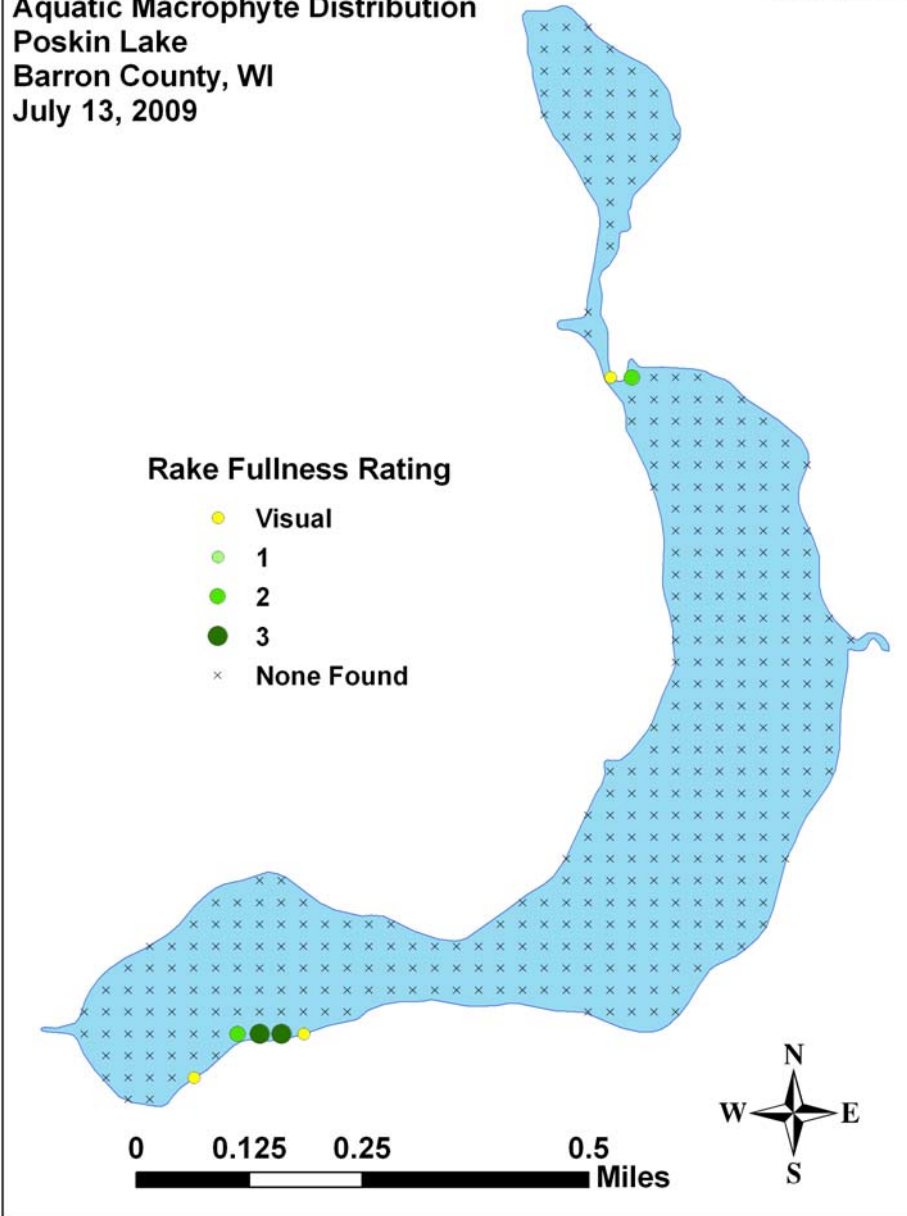 Aquatic Macrophyte Distribution
Poskin Lake
Barron County, WI
July 13, 2009
Rake Fullness Rating
Visual
1
2
3
None Found
N
W E
S
0 0.125 0.25 0.5
Miles